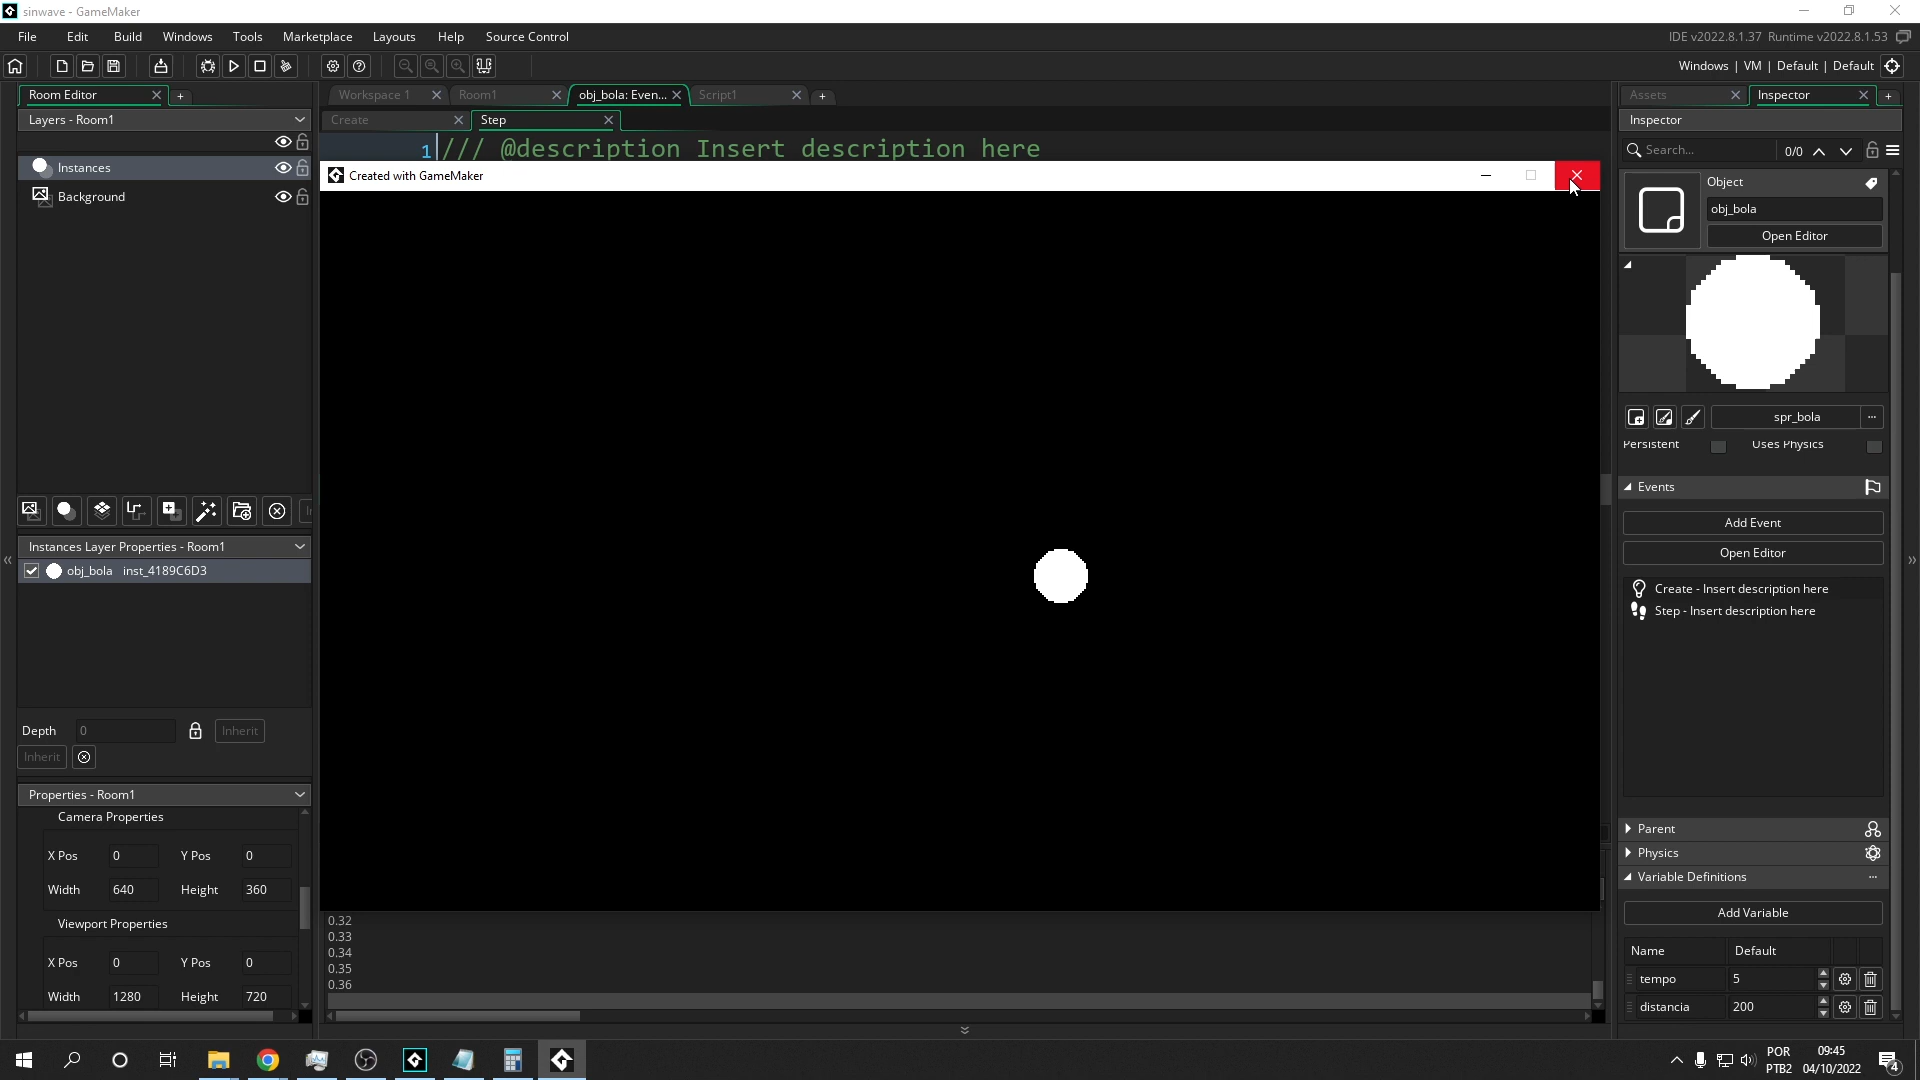 sinwave - GameMaker
File Edit Build Windows Tools Marketplace Layouts Help Source Control
IDE v2022.8.1.37 Runtime v2022.8.1.53
Windows | VM | Default | Default
Room Editor
Workspace 1 Room1 obj_bola: Even... Script1
Assets Inspector
Layers - Room1
Create Step
Inspector
1 /// @description Insert description here
Search... 0/0
Instances
Background
Created with GameMaker
Object
obj_bola
Open Editor
spr_bola
Persistent Uses Physics
Events
Add Event
Open Editor
Create - Insert description here
Step - Insert description here
Instances Layer Properties - Room1
obj_bola inst_4189C6D3
Depth 0 Inherit
Inherit
Properties - Room1
Camera Properties
X Pos 0 Y Pos 0
Width 640 Height 360
Viewport Properties
X Pos 0 Y Pos 0
Width 1280 Height 720
0.32
0.33
0.34
0.35
0.36
Parent
Physics
Variable Definitions
Add Variable
Name Default
tempo 5
distancia 200
POR
PTB2
09:45
04/10/2022
4